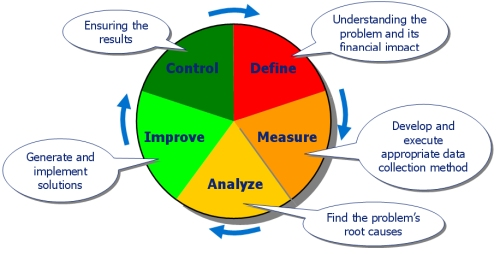 Ensuring the
results
Understanding the
problem and its
financial impact
Control
Define
Improve
Measure
Analyze
Generate and
implement
solutions
Develop and
execute
appropriate data
collection method
Find the problem's
root causes